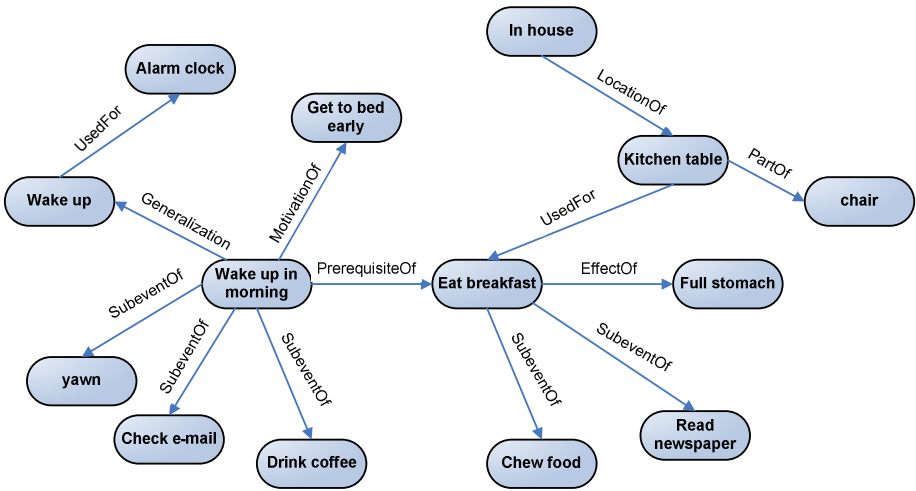 In house
Alarm clock
LocationOf
Get to bed
early
UsedFor
Kitchen table
PartOf
MotivationOf
Wake up
chair
Generalization
UsedFor
Wake up in
morning
PrerequisiteOf
Eat breakfast
EffectOf
Full stomach
SubeventOf
SubeventOf
SubeventOf
SubeventOf
SubeventOf
yawn
Check e-mail
Read
newspaper
Drink coffee
Chew food